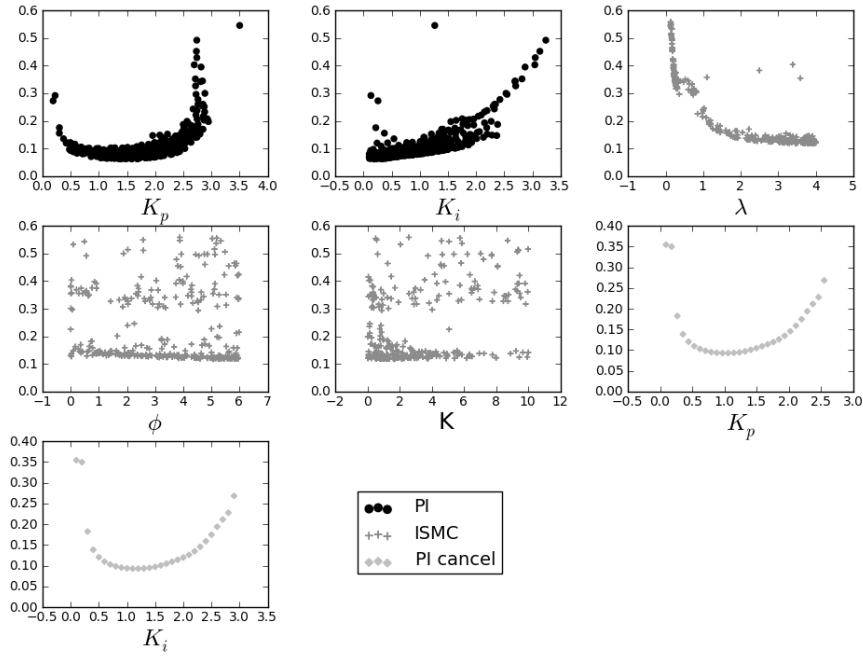 0.6 0.5 0.4 0.3 0.2 0.1 0.0
0.0 0.5 1.0 1.5 2.0 2.5 3.0 3.5 4.0
K_p
0.6 0.5 0.4 0.3 0.2 0.1 0.0
−0.5 0.0 0.5 1.0 1.5 2.0 2.5 3.0 3.5
K_i
0.6 0.5 0.4 0.3 0.2 0.1 0.0
−1 0 1 2 3 4 5
λ
0.6 0.5 0.4 0.3 0.2 0.1 0.0
−1 0 1 2 3 4 5 6 7
ϕ
0.6 0.5 0.4 0.3 0.2 0.1 0.0
−2 0 2 4 6 8 10 12
K
0.40 0.35 0.30 0.25 0.20 0.15 0.10 0.05 0.00
−0.5 0.0 0.5 1.0 1.5 2.0 2.5 3.0
K_p
0.40 0.35 0.30 0.25 0.20 0.15 0.10 0.05 0.00
−0.5 0.0 0.5 1.0 1.5 2.0 2.5 3.0 3.5
K_i
PI
ISMC
PI cancel